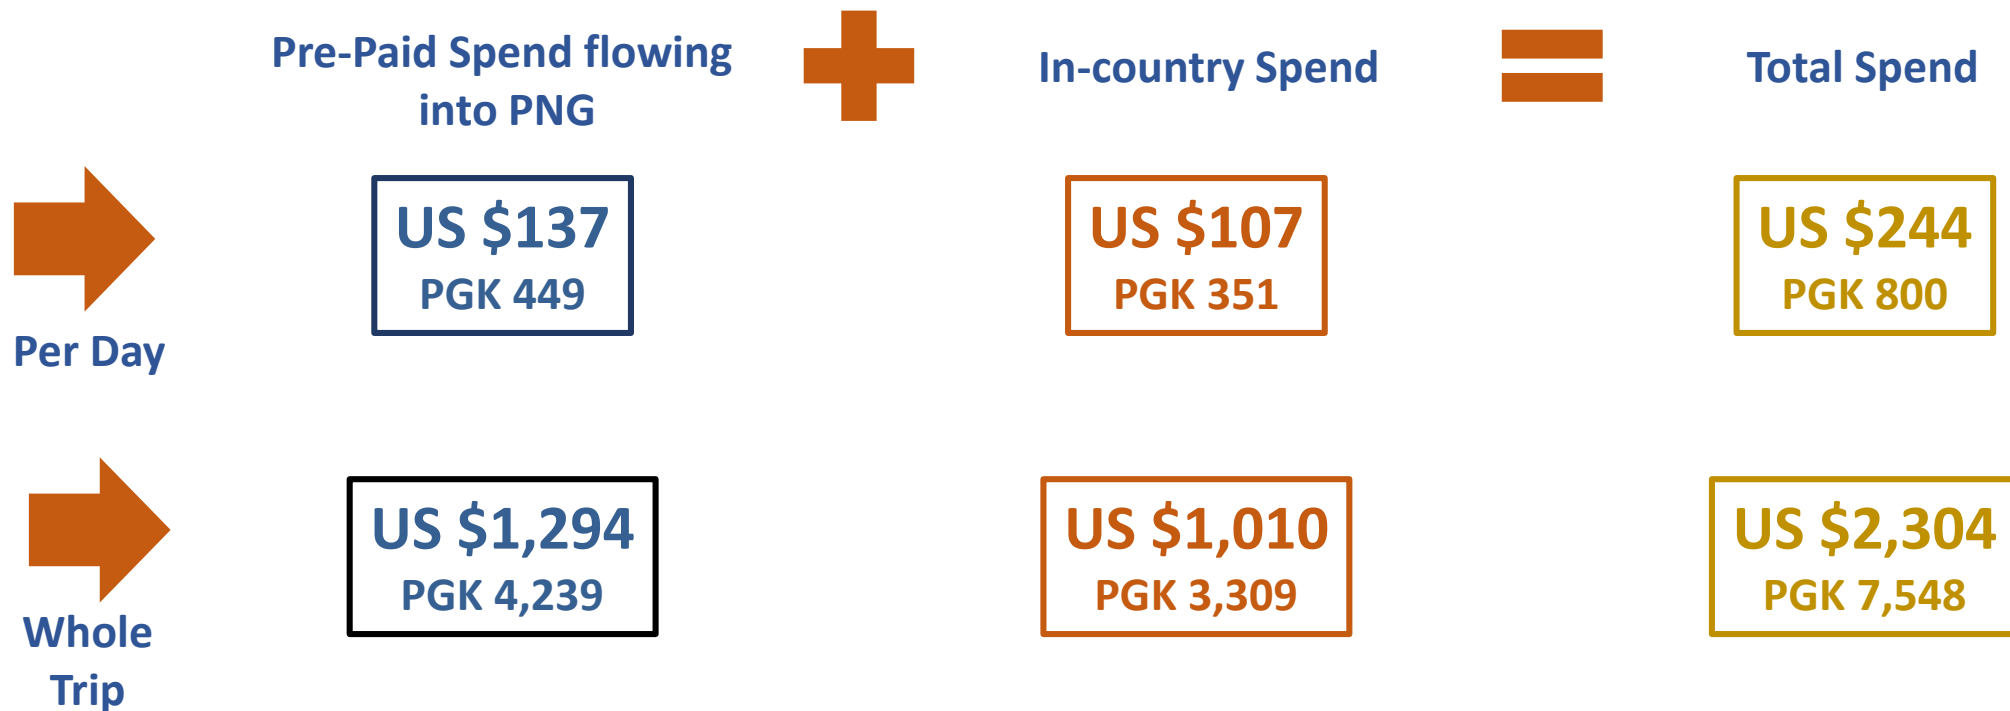 Pre-Paid Spend flowing
into PNG
In-country Spend
Total Spend
Per Day
US $137
PGK 449
US $107
PGK 351
US $244
PGK 800
Whole
Trip
US $1,294
PGK 4,239
US $1,010
PGK 3,309
US $2,304
PGK 7,548